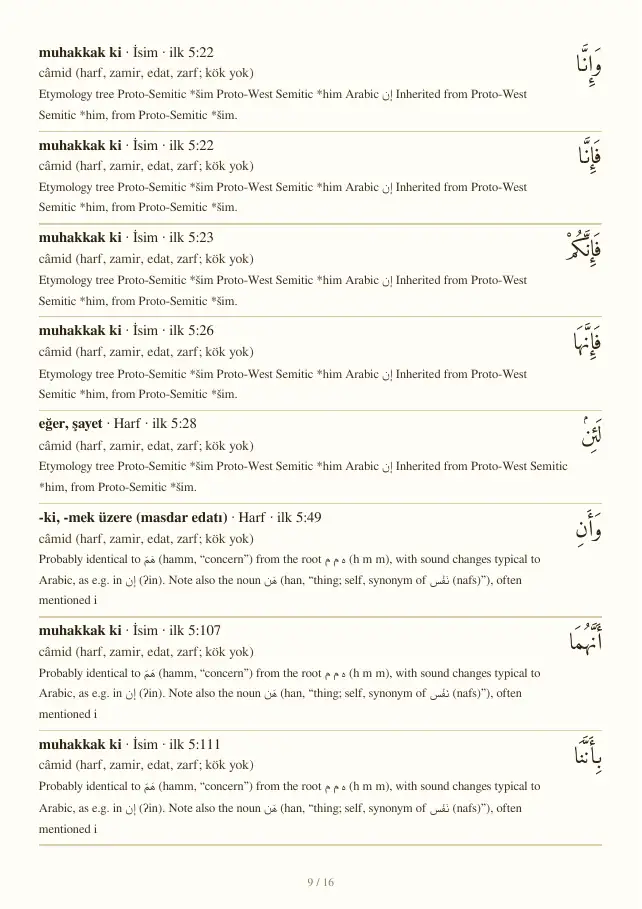 muhakkak ki · İsim · ilk 5:22 وَإِنَّا
câmid (harf, zamir, edat, zarf; kök yok)
Etymology tree Proto-Semitic *šim Proto-West Semitic *him Arabic إن Inherited from Proto-West
Semitic *him, from Proto-Semitic *šim.
muhakkak ki · İsim · ilk 5:22 فَإِنَّا
câmid (harf, zamir, edat, zarf; kök yok)
Etymology tree Proto-Semitic *šim Proto-West Semitic *him Arabic إن Inherited from Proto-West
Semitic *him, from Proto-Semitic *šim.
muhakkak ki · İsim · ilk 5:23 فَإِنَّكُمْ
câmid (harf, zamir, edat, zarf; kök yok)
Etymology tree Proto-Semitic *šim Proto-West Semitic *him Arabic إن Inherited from Proto-West
Semitic *him, from Proto-Semitic *šim.
muhakkak ki · İsim · ilk 5:26 فَإِنَّهَا
câmid (harf, zamir, edat, zarf; kök yok)
Etymology tree Proto-Semitic *šim Proto-West Semitic *him Arabic إن Inherited from Proto-West
Semitic *him, from Proto-Semitic *šim.
eğer, şayet · Harf · ilk 5:28 لَئِنۢ
câmid (harf, zamir, edat, zarf; kök yok)
Etymology tree Proto-Semitic *šim Proto-West Semitic *him Arabic إن Inherited from Proto-West Semitic
*him, from Proto-Semitic *šim.
-ki, -mek üzere (masdar edatı) · Harf · ilk 5:49 وَأَنِ
câmid (harf, zamir, edat, zarf; kök yok)
Probably identical to هَمّ (hamm, “concern”) from the root ه م م (h m m), with sound changes typical to
Arabic, as e.g. in إن (ʔin). Note also the noun هَن (han, “thing; self, synonym of نَفْس (nafs)”), often
mentioned i
muhakkak ki · İsim · ilk 5:107 أَنَّهُمَا
câmid (harf, zamir, edat, zarf; kök yok)
Probably identical to هَمّ (hamm, “concern”) from the root ه م م (h m m), with sound changes typical to
Arabic, as e.g. in إن (ʔin). Note also the noun هَن (han, “thing; self, synonym of نَفْس (nafs)”), often
mentioned i
muhakkak ki · İsim · ilk 5:111 بِأَنَّنَا
câmid (harf, zamir, edat, zarf; kök yok)
Probably identical to هَمّ (hamm, “concern”) from the root ه م م (h m m), with sound changes typical to
Arabic, as e.g. in إن (ʔin). Note also the noun هَن (han, “thing; self, synonym of نَفْس (nafs)”), often
mentioned i
9 / 16